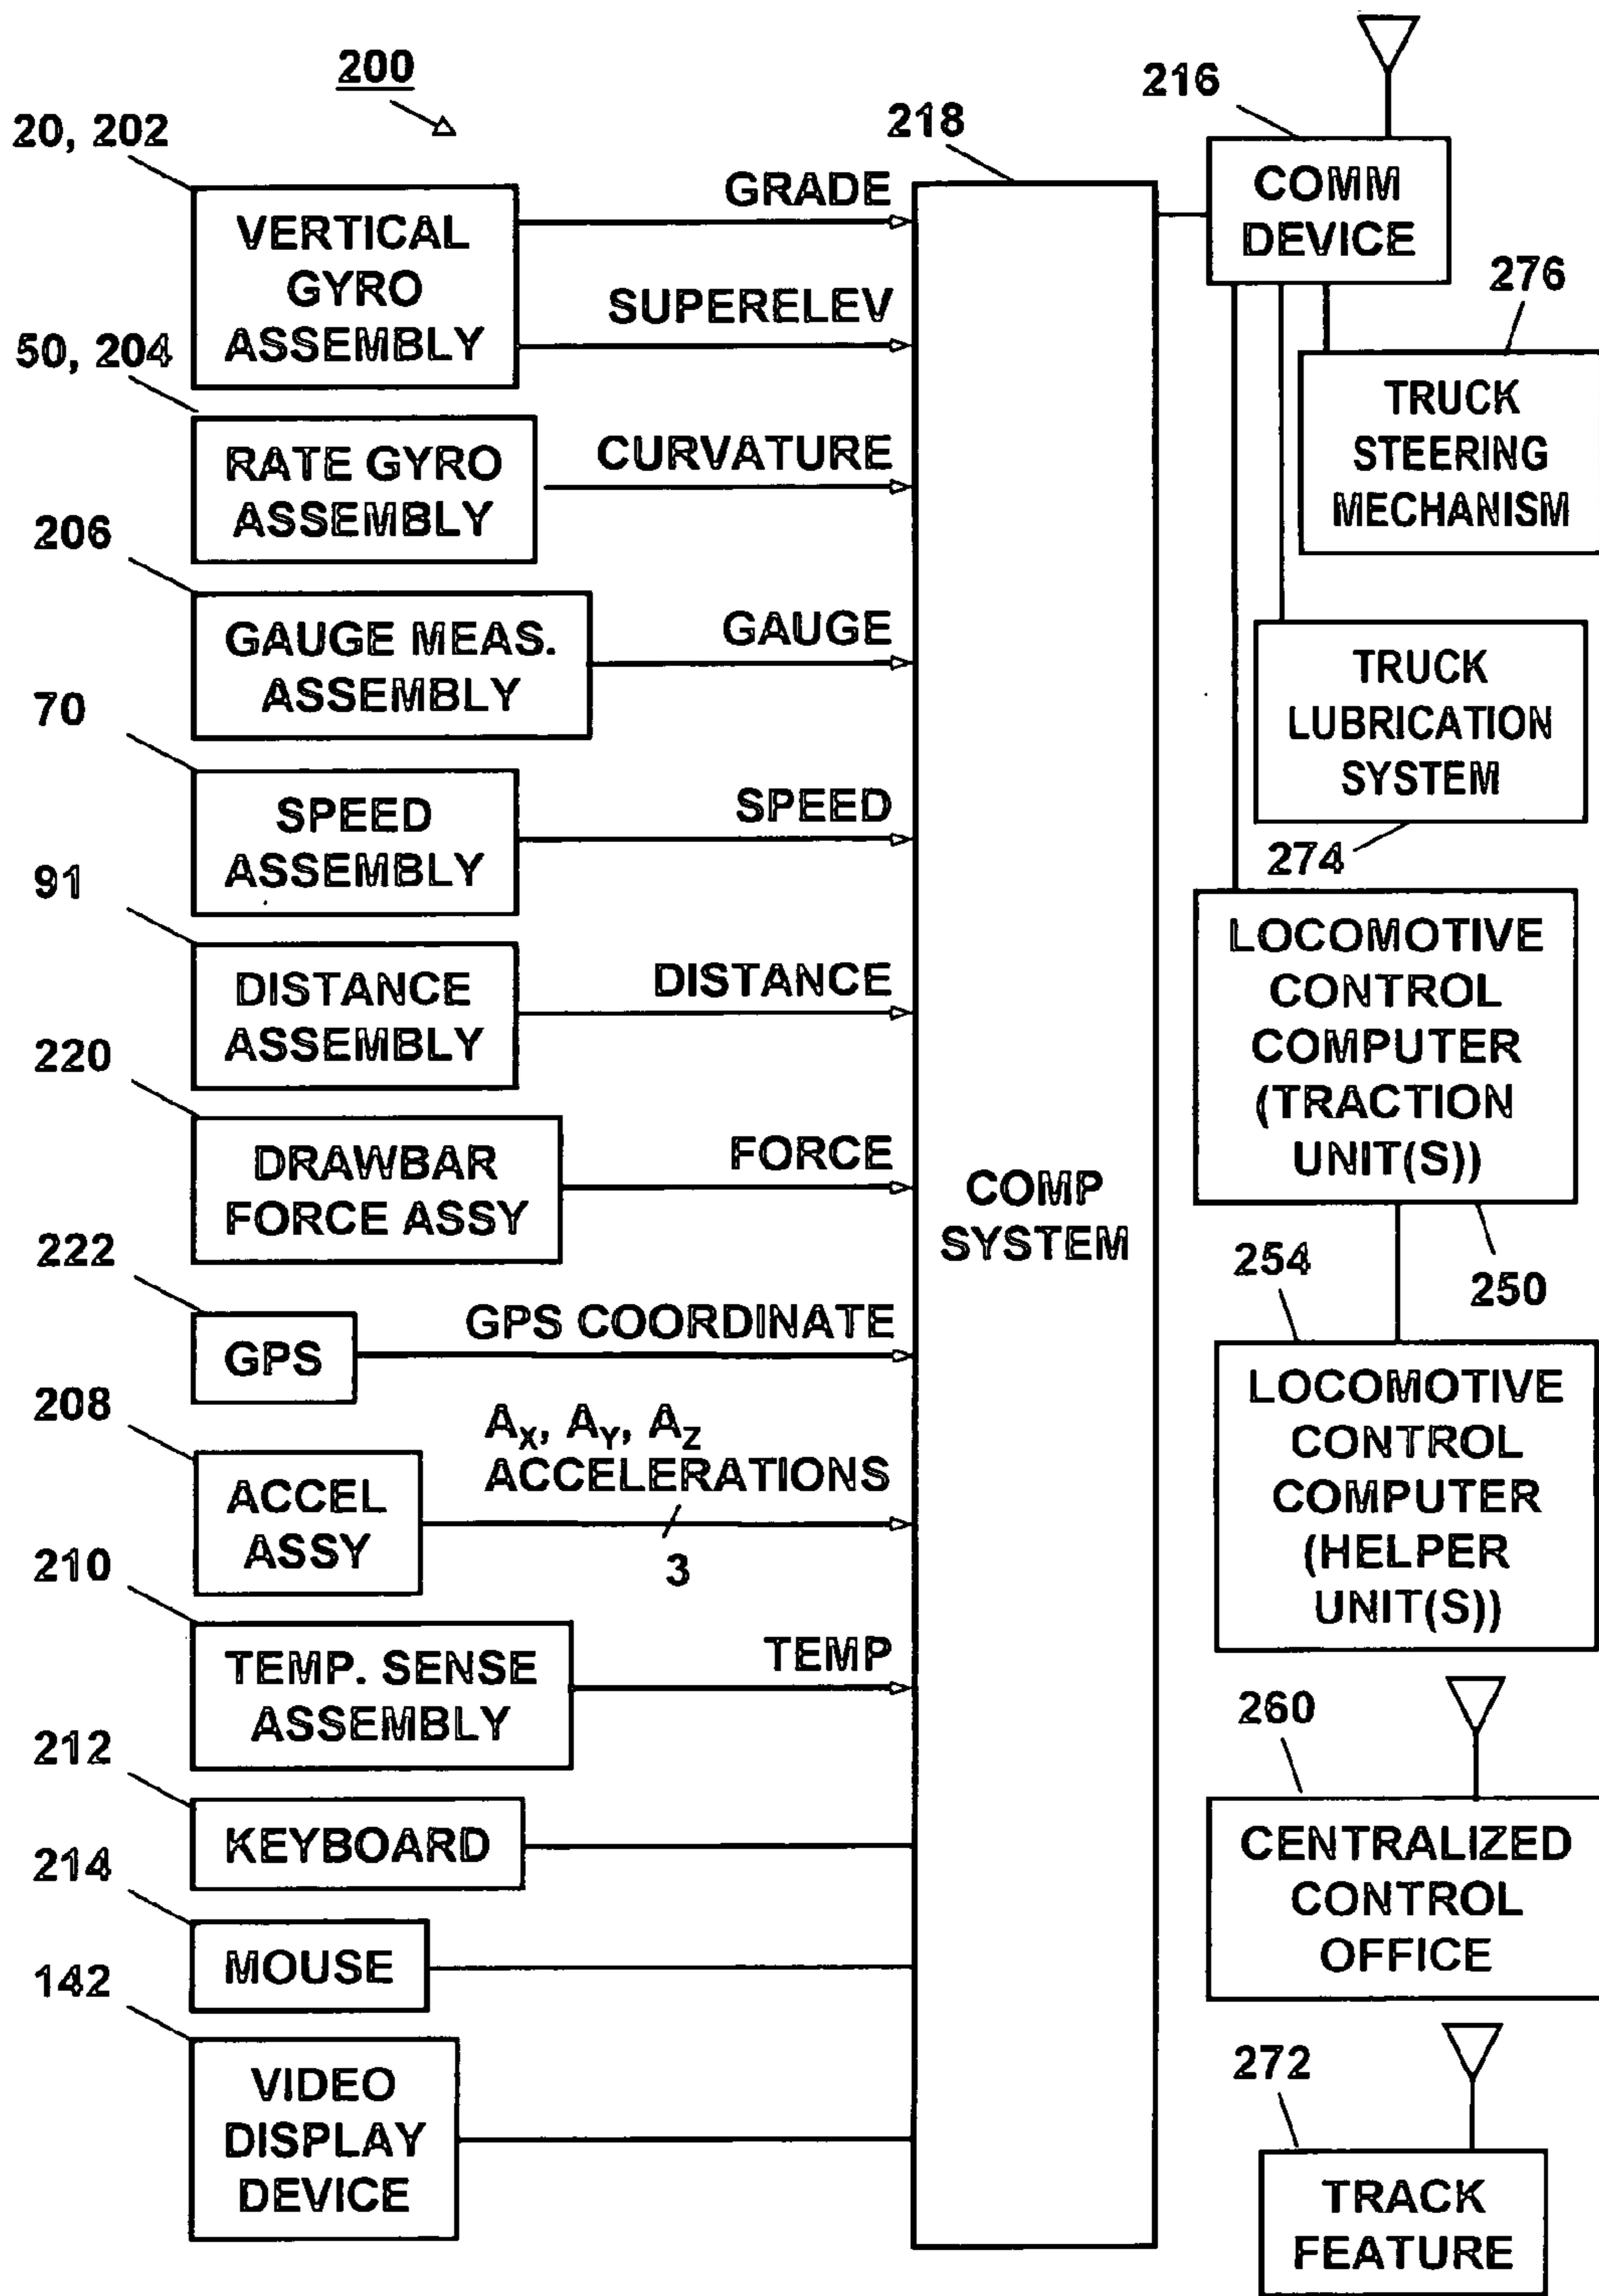 200
20, 202
VERTICAL
GYRO
ASSEMBLY
GRADE
SUPERELEV
50, 204
RATE GYRO
ASSEMBLY
CURVATURE
206
GAUGE MEAS.
ASSEMBLY
GAUGE
70
SPEED
ASSEMBLY
SPEED
91
DISTANCE
ASSEMBLY
DISTANCE
220
DRAWBAR
FORCE ASSY
FORCE
222
GPS
GPS COORDINATE
208
ACCEL
ASSY
AX, AY, AZ
ACCELERATIONS
3
210
TEMP. SENSE
ASSEMBLY
TEMP
212
KEYBOARD
214
MOUSE
142
VIDEO
DISPLAY
DEVICE
218
COMP
SYSTEM
216
COMM
DEVICE
276
TRUCK
STEERING
MECHANISM
TRUCK
LUBRICATION
SYSTEM
274
LOCOMOTIVE
CONTROL
COMPUTER
(TRACTION
UNIT(S))
250
254
LOCOMOTIVE
CONTROL
COMPUTER
(HELPER
UNIT(S))
260
CENTRALIZED
CONTROL
OFFICE
272
TRACK
FEATURE